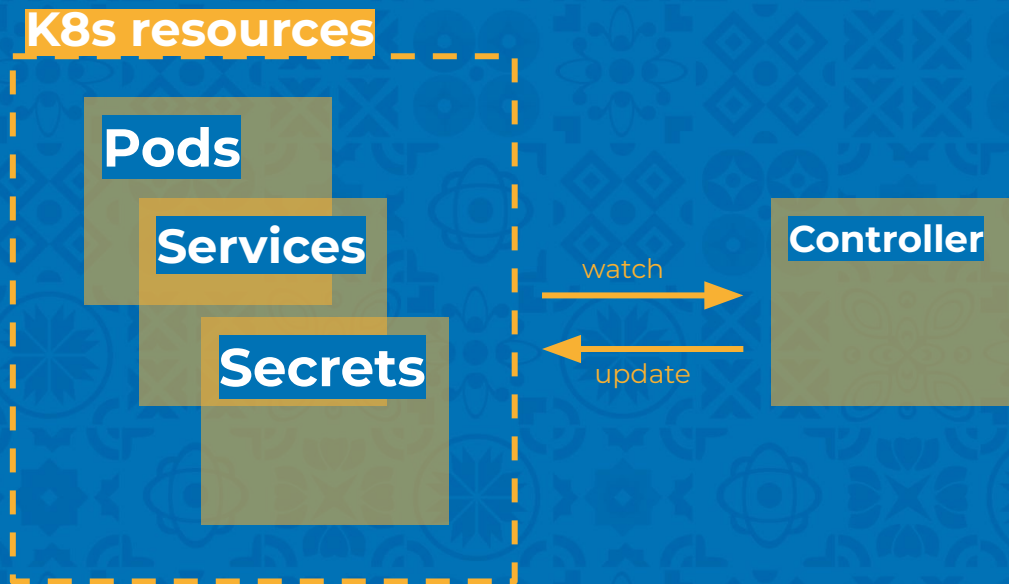 K8s resources
Pods
Services
Secrets
watch
update
Controller